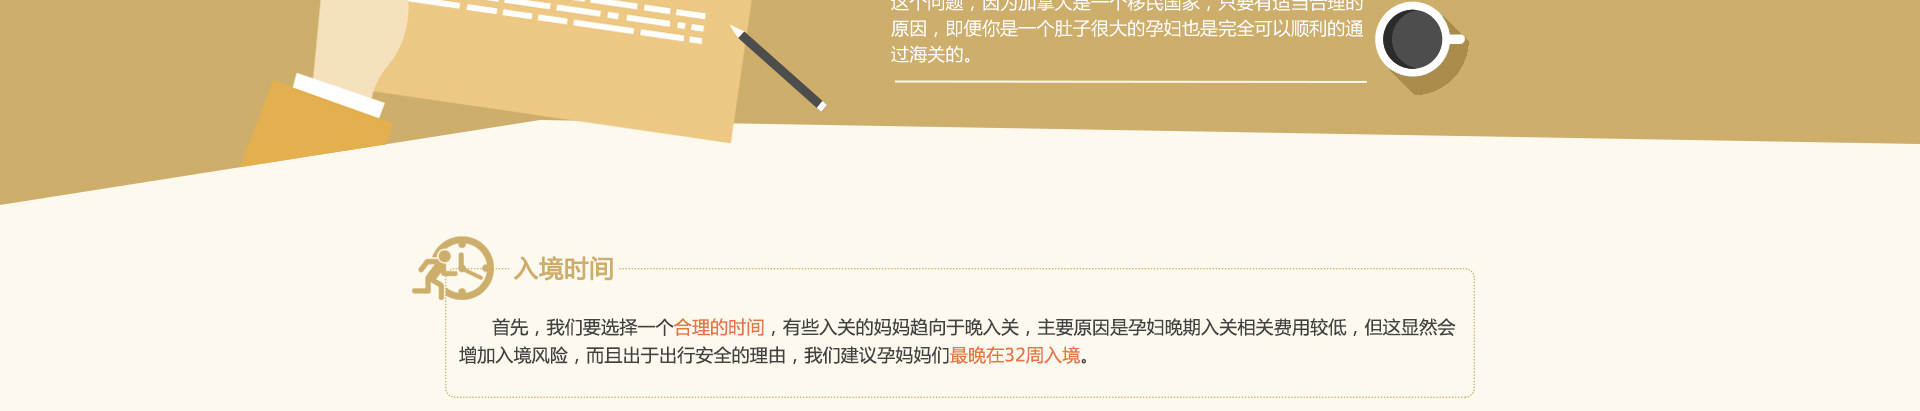 这个问题，因为加拿大是一个移民国家，只要有适当合理的
原因，即便你是一个肚子很大的孕妇也是完全可以顺利的通
过海关的。
入境时间
首先，我们要选择一个合理的时间，有些入关的妈妈趋向于晚入关，主要原因是孕妇晚期入关相关费用较低，但这显然会
增加入境风险，而且出于出行安全的理由，我们建议孕妈妈们最晚在32周入境。